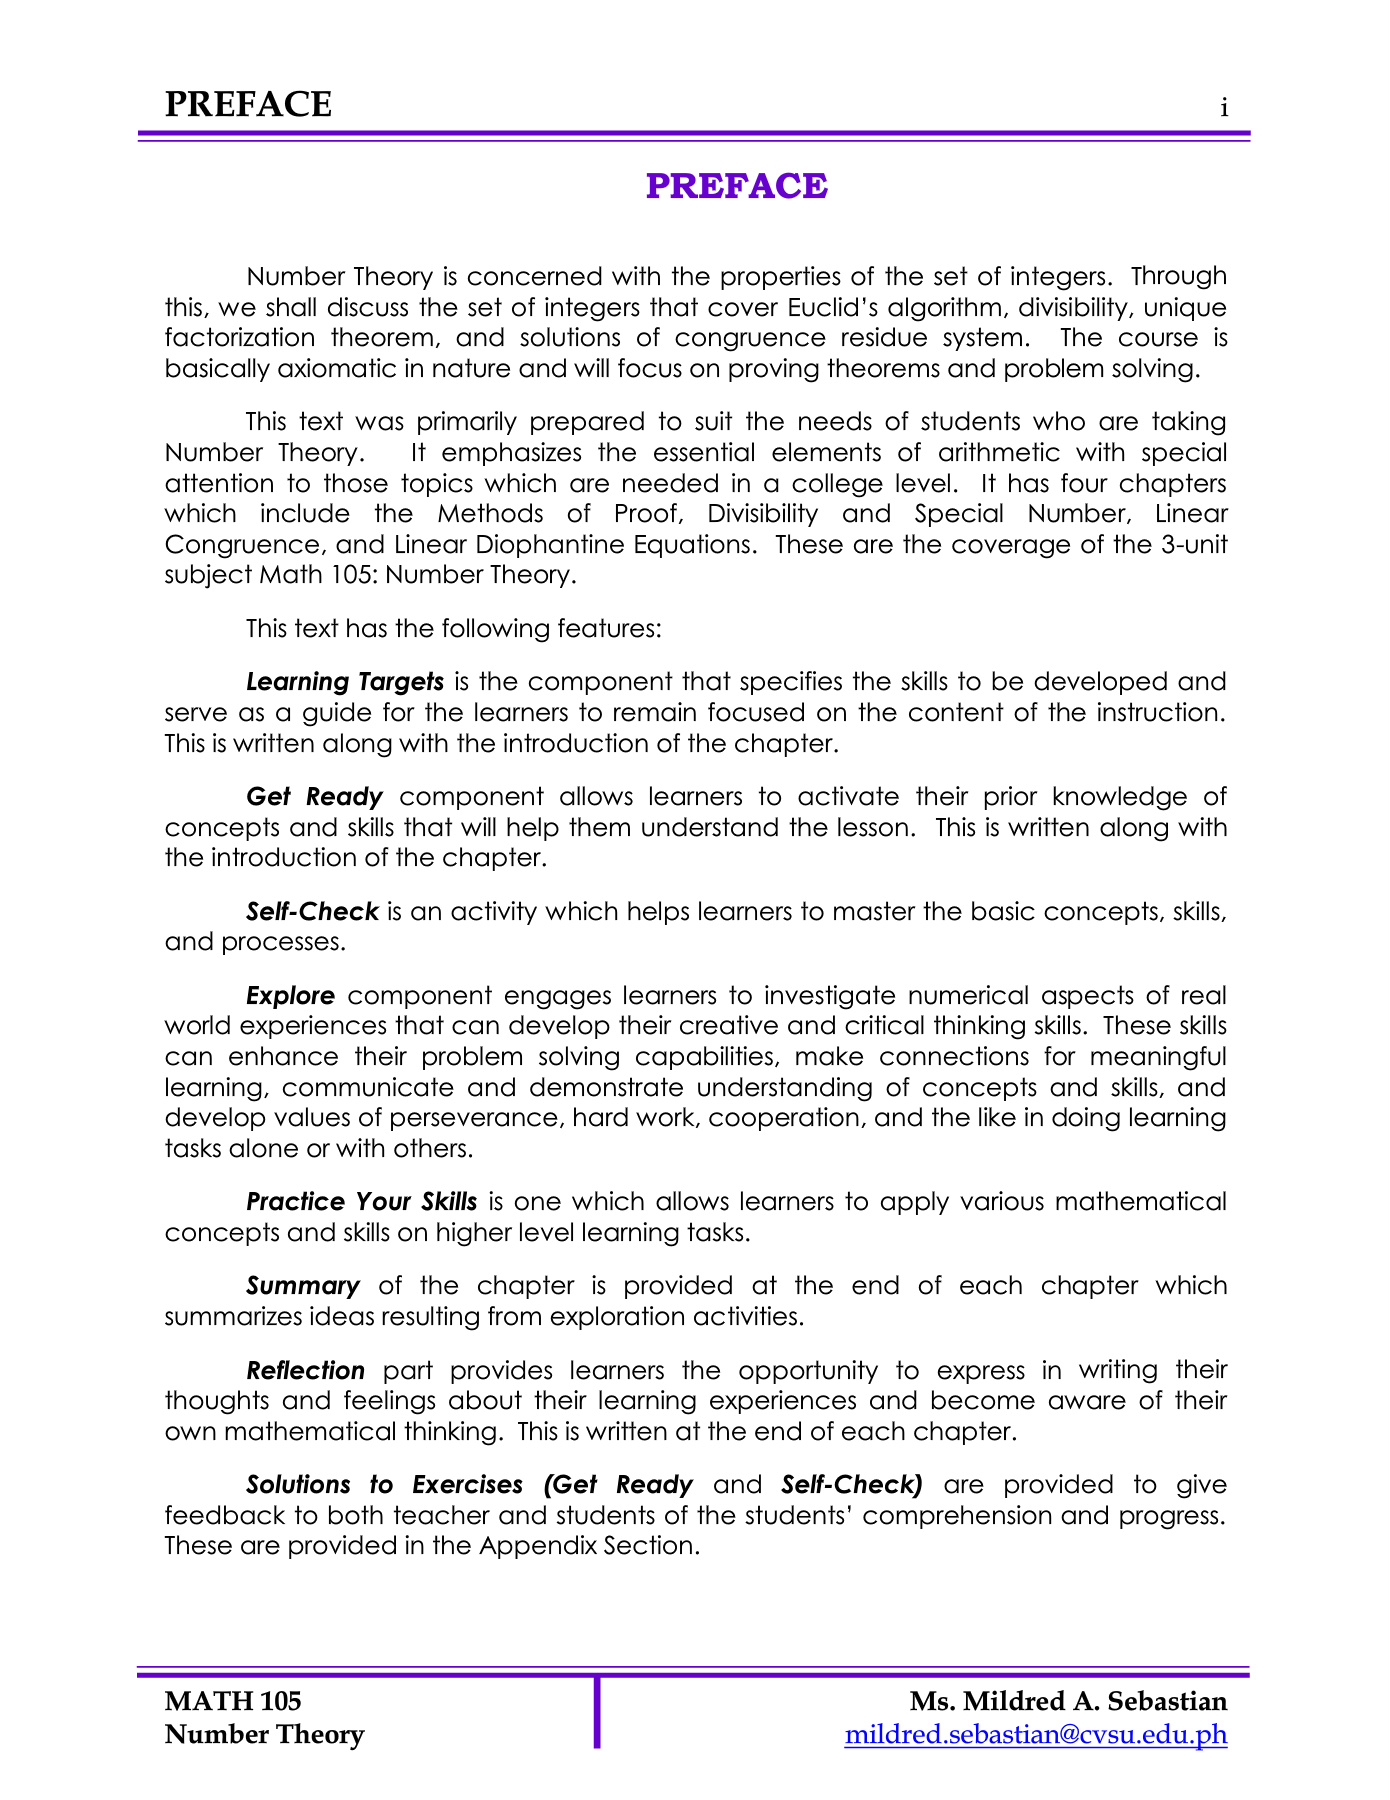 PREFACE i
PREFACE
Number Theory is concerned with the properties of the set of integers. Through
this, we shall discuss the set of integers that cover Euclid's algorithm, divisibility, unique
factorization theorem, and solutions of congruence residue system. The course is
basically axiomatic in nature and will focus on proving theorems and problem solving.
This text was primarily prepared to suit the needs of students who are taking
Number Theory. It emphasizes the essential elements of arithmetic with special
attention to those topics which are needed in a college level. It has four chapters
which include the Methods of Proof, Divisibility and Special Number, Linear
Congruence, and Linear Diophantine Equations. These are the coverage of the 3-unit
subject Math 105: Number Theory.
This text has the following features:
Learning Targets is the component that specifies the skills to be developed and
serve as a guide for the learners to remain focused on the content of the instruction.
This is written along with the introduction of the chapter.
Get Ready component allows learners to activate their prior knowledge of
concepts and skills that will help them understand the lesson. This is written along with
the introduction of the chapter.
Self-Check is an activity which helps learners to master the basic concepts, skills,
and processes.
Explore component engages learners to investigate numerical aspects of real
world experiences that can develop their creative and critical thinking skills. These skills
can enhance their problem solving capabilities, make connections for meaningful
learning, communicate and demonstrate understanding of concepts and skills, and
develop values of perseverance, hard work, cooperation, and the like in doing learning
tasks alone or with others.
Practice Your Skills is one which allows learners to apply various mathematical
concepts and skills on higher level learning tasks.
Summary of the chapter is provided at the end of each chapter which
summarizes ideas resulting from exploration activities.
Reflection part provides learners the opportunity to express in writing their
thoughts and feelings about their learning experiences and become aware of their
own mathematical thinking. This is written at the end of each chapter.
Solutions to Exercises (Get Ready and Self-Check) are provided to give
feedback to both teacher and students of the students' comprehension and progress.
These are provided in the Appendix Section.
MATH 105
Number Theory
Ms. Mildred A. Sebastian
mildred.sebastian@cvsu.edu.ph